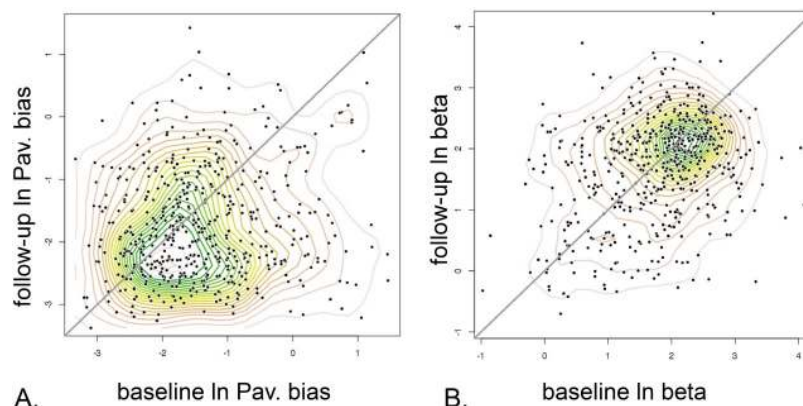 follow-up ln Pav. bias
1
0
-1
-2
-3
-3 -2 -1 0 1
A. baseline ln Pav. bias
follow-up ln beta
4
3
2
1
0
-1
-1 0 1 2 3 4
B. baseline ln beta